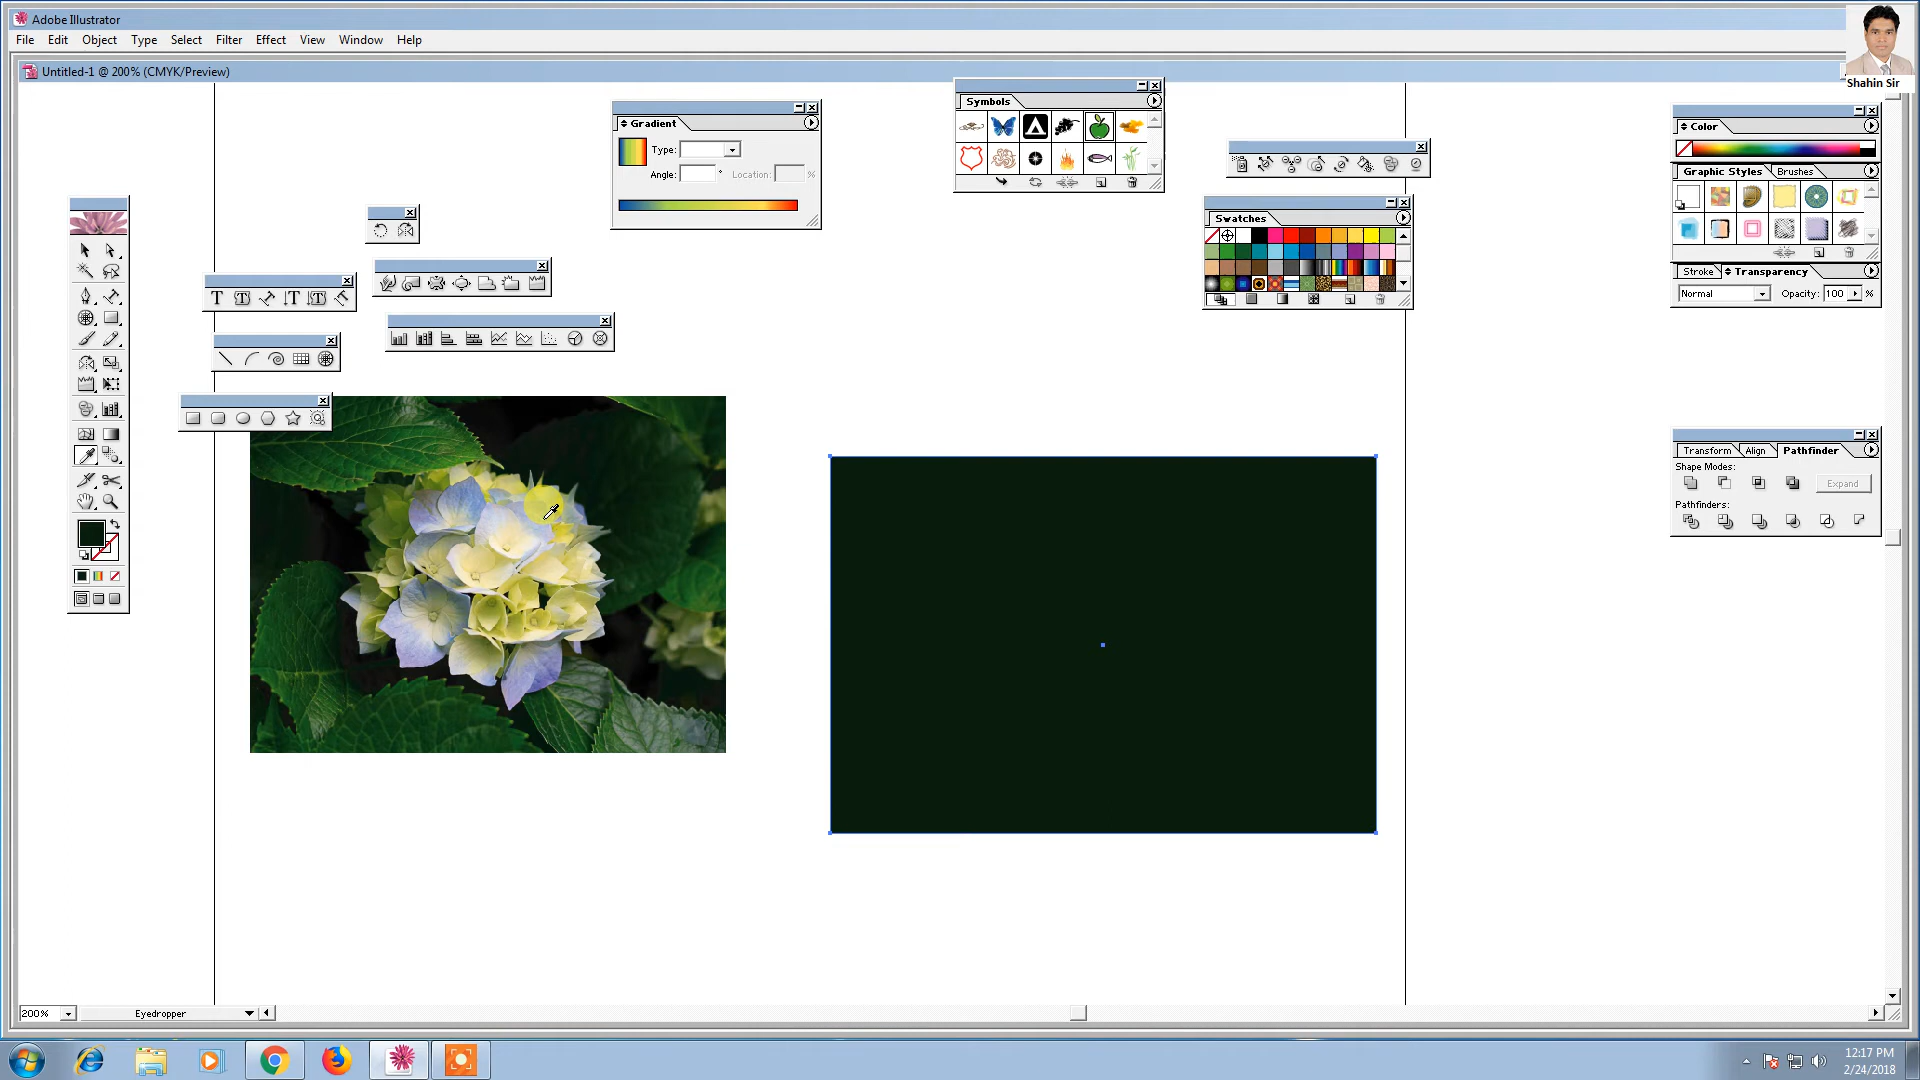 Adobe Illustrator
File Edit Object Type Select Filter Effect View Window Help
Shahin Sir
Untitled-1 @ 200% (CMYK/Preview)
Gradient
Type:
Angle: ° Location: %
Symbols
Swatches
Color
Graphic Styles Brushes
Stroke Transparency
Normal Opacity: 100 %
Transform Align Pathfinder
Shape Modes:
Expand
Pathfinders:
200% Eyedropper
12:17 PM
2/24/2018